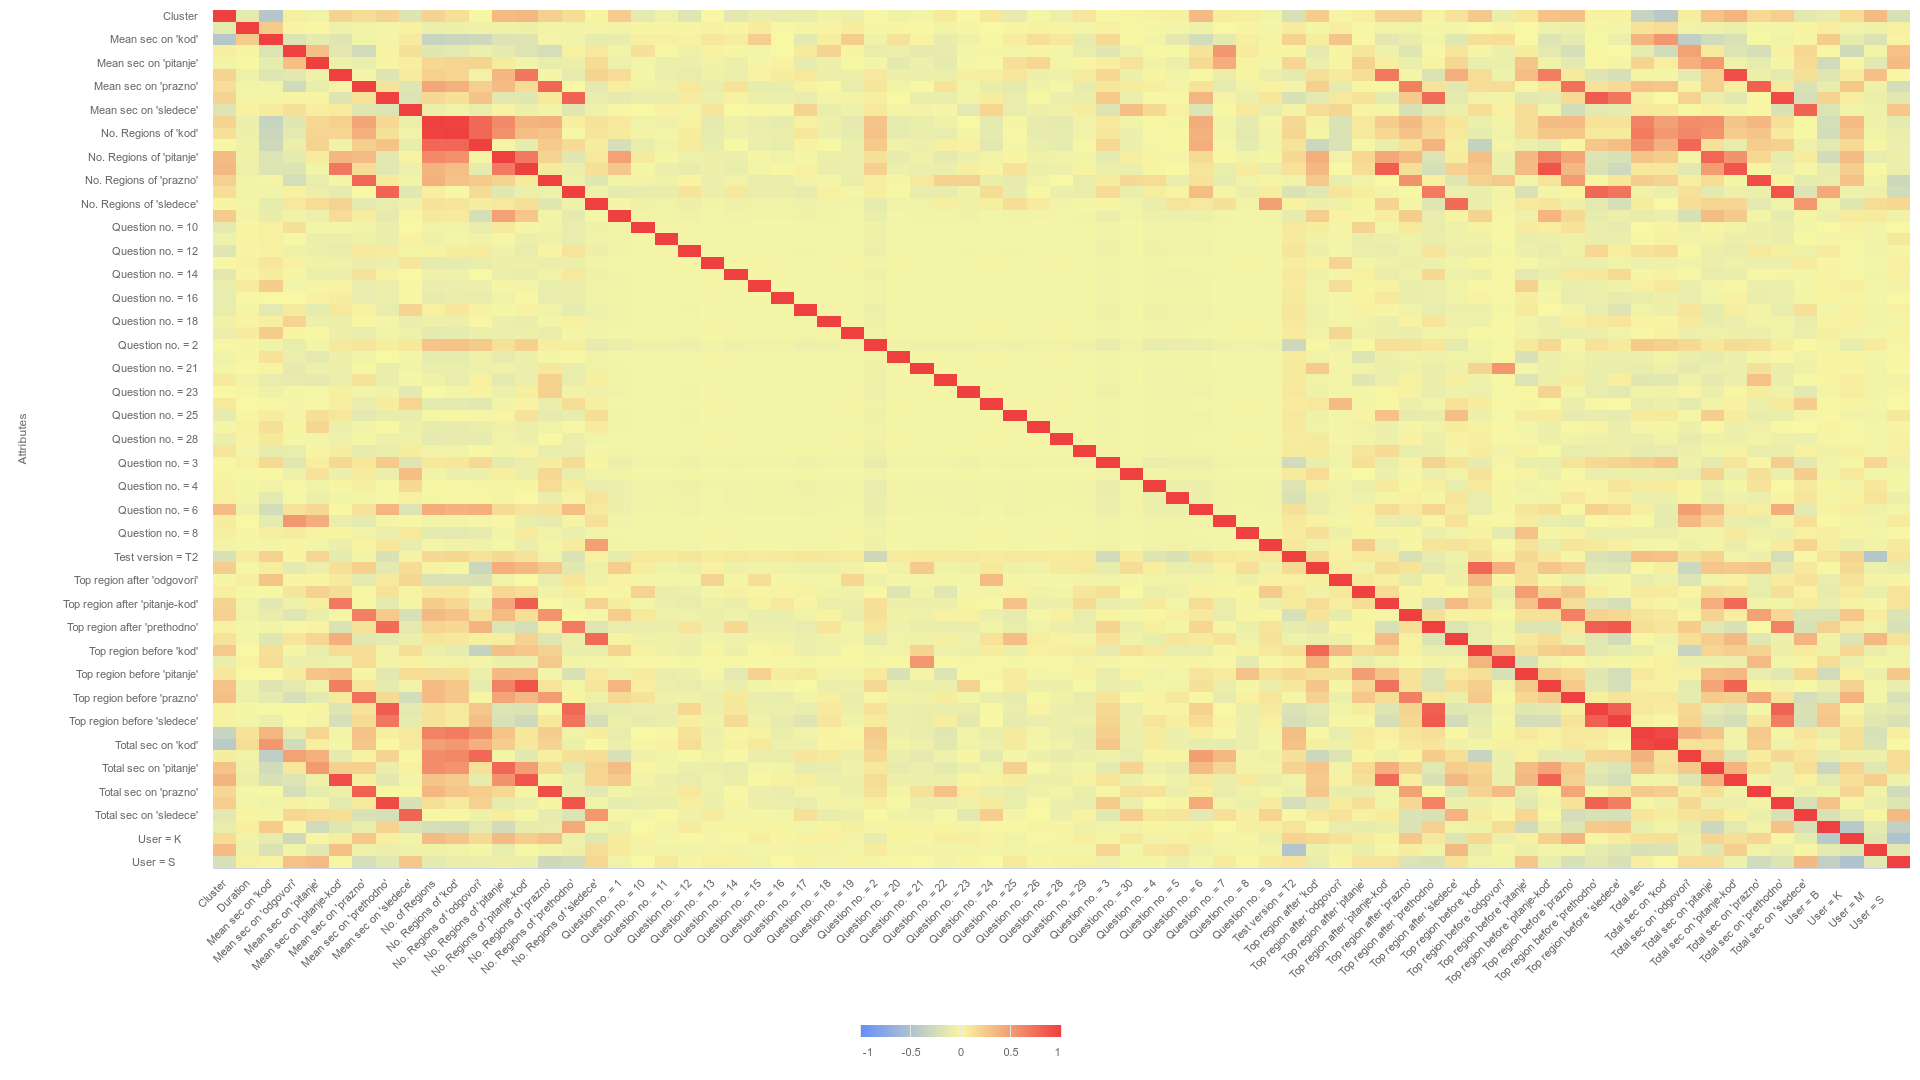 Cluster
Mean sec on 'kod'
Mean sec on 'pitanje'
Mean sec on 'prazno'
Mean sec on 'sledece'
No. Regions of 'kod'
No. Regions of 'pitanje'
No. Regions of 'prazno'
No. Regions of 'sledece'
Question no. = 10
Question no. = 12
Question no. = 14
Question no. = 16
Question no. = 18
Question no. = 2
Question no. = 21
Question no. = 23
Question no. = 25
Question no. = 28
Question no. = 3
Question no. = 4
Question no. = 6
Question no. = 8
Test version = T2
Top region after 'odgovori'
Top region after 'pitanje-kod'
Top region after 'prethodno'
Top region before 'kod'
Top region before 'pitanje'
Top region before 'prazno'
Top region before 'sledece'
Total sec on 'kod'
Total sec on 'pitanje'
Total sec on 'prazno'
Total sec on 'sledece'
User = K
User = S
Attributes
Cluster
Duration
Mean sec on 'kod'
Mean sec on 'odgovori'
Mean sec on 'pitanje'
Mean sec on 'pitanje-kod'
Mean sec on 'prazno'
Mean sec on 'prethodno'
Mean sec on 'sledece'
No. of Regions
No. Regions of 'kod'
No. Regions of 'odgovori'
No. Regions of 'pitanje'
No. Regions of 'pitanje-kod'
No. Regions of 'prazno'
No. Regions of 'prethodno'
No. Regions of 'sledece'
Question no. = 1
Question no. = 10
Question no. = 11
Question no. = 12
Question no. = 13
Question no. = 14
Question no. = 15
Question no. = 16
Question no. = 17
Question no. = 18
Question no. = 19
Question no. = 2
Question no. = 20
Question no. = 21
Question no. = 22
Question no. = 23
Question no. = 24
Question no. = 25
Question no. = 26
Question no. = 28
Question no. = 29
Question no. = 3
Question no. = 30
Question no. = 4
Question no. = 5
Question no. = 6
Question no. = 7
Question no. = 8
Question no. = 9
Test version = T2
Top region after 'kod'
Top region after 'odgovori'
Top region after 'pitanje'
Top region after 'pitanje-kod'
Top region after 'prazno'
Top region after 'prethodno'
Top region after 'sledece'
Top region before 'kod'
Top region before 'odgovori'
Top region before 'pitanje'
Top region before 'pitanje-kod'
Top region before 'prazno'
Top region before 'prethodno'
Top region before 'sledece'
Total sec
Total sec on 'kod'
Total sec on 'odgovori'
Total sec on 'pitanje'
Total sec on 'pitanje-kod'
Total sec on 'prazno'
Total sec on 'prethodno'
Total sec on 'sledece'
User = B
User = K
User = M
User = S
-1 -0.5 0 0.5 1